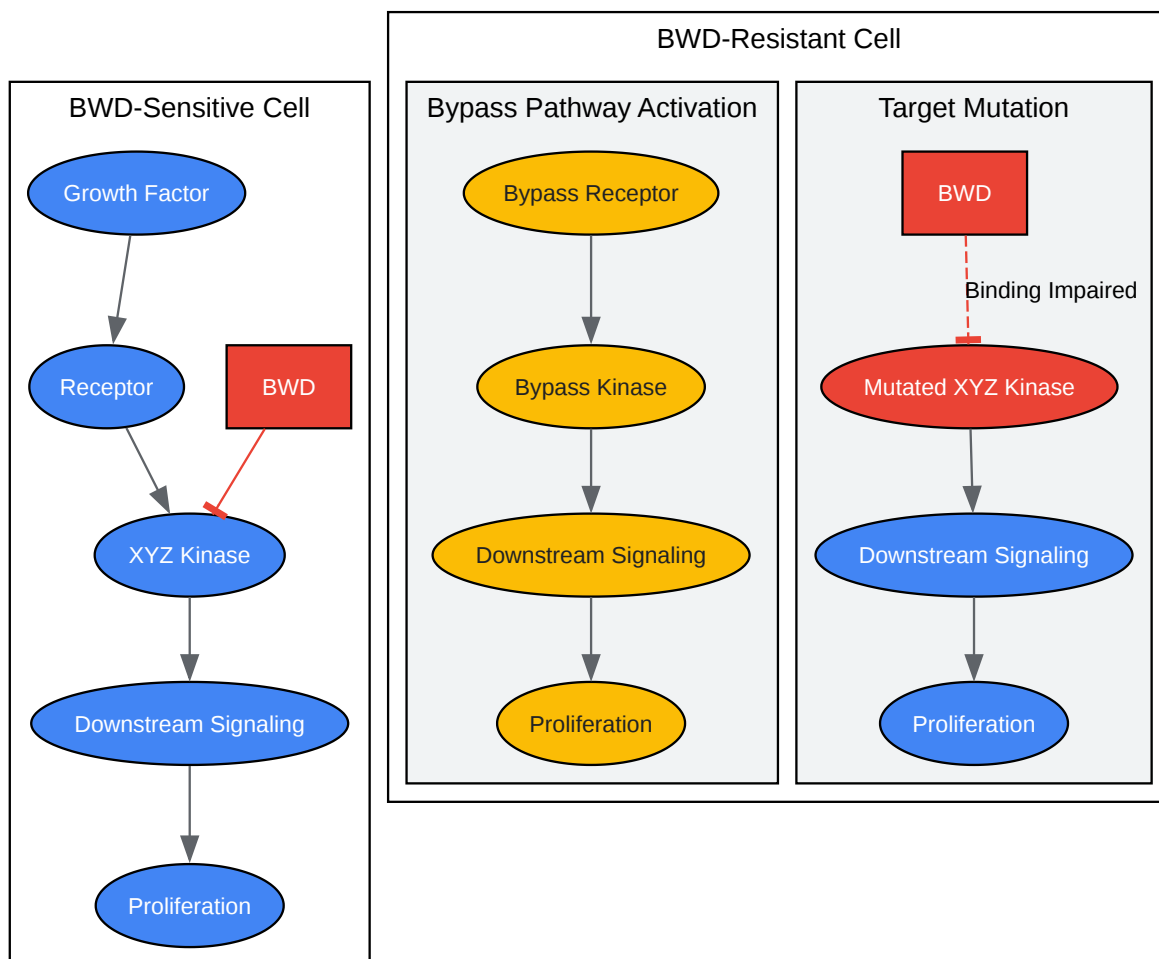 BWD-Sensitive Cell
Growth Factor
Receptor
BWD
XYZ Kinase
Downstream Signaling
Proliferation
BWD-Resistant Cell
Bypass Pathway Activation
Bypass Receptor
Bypass Kinase
Downstream Signaling
Proliferation
Target Mutation
BWD
Binding Impaired
Mutated XYZ Kinase
Downstream Signaling
Proliferation